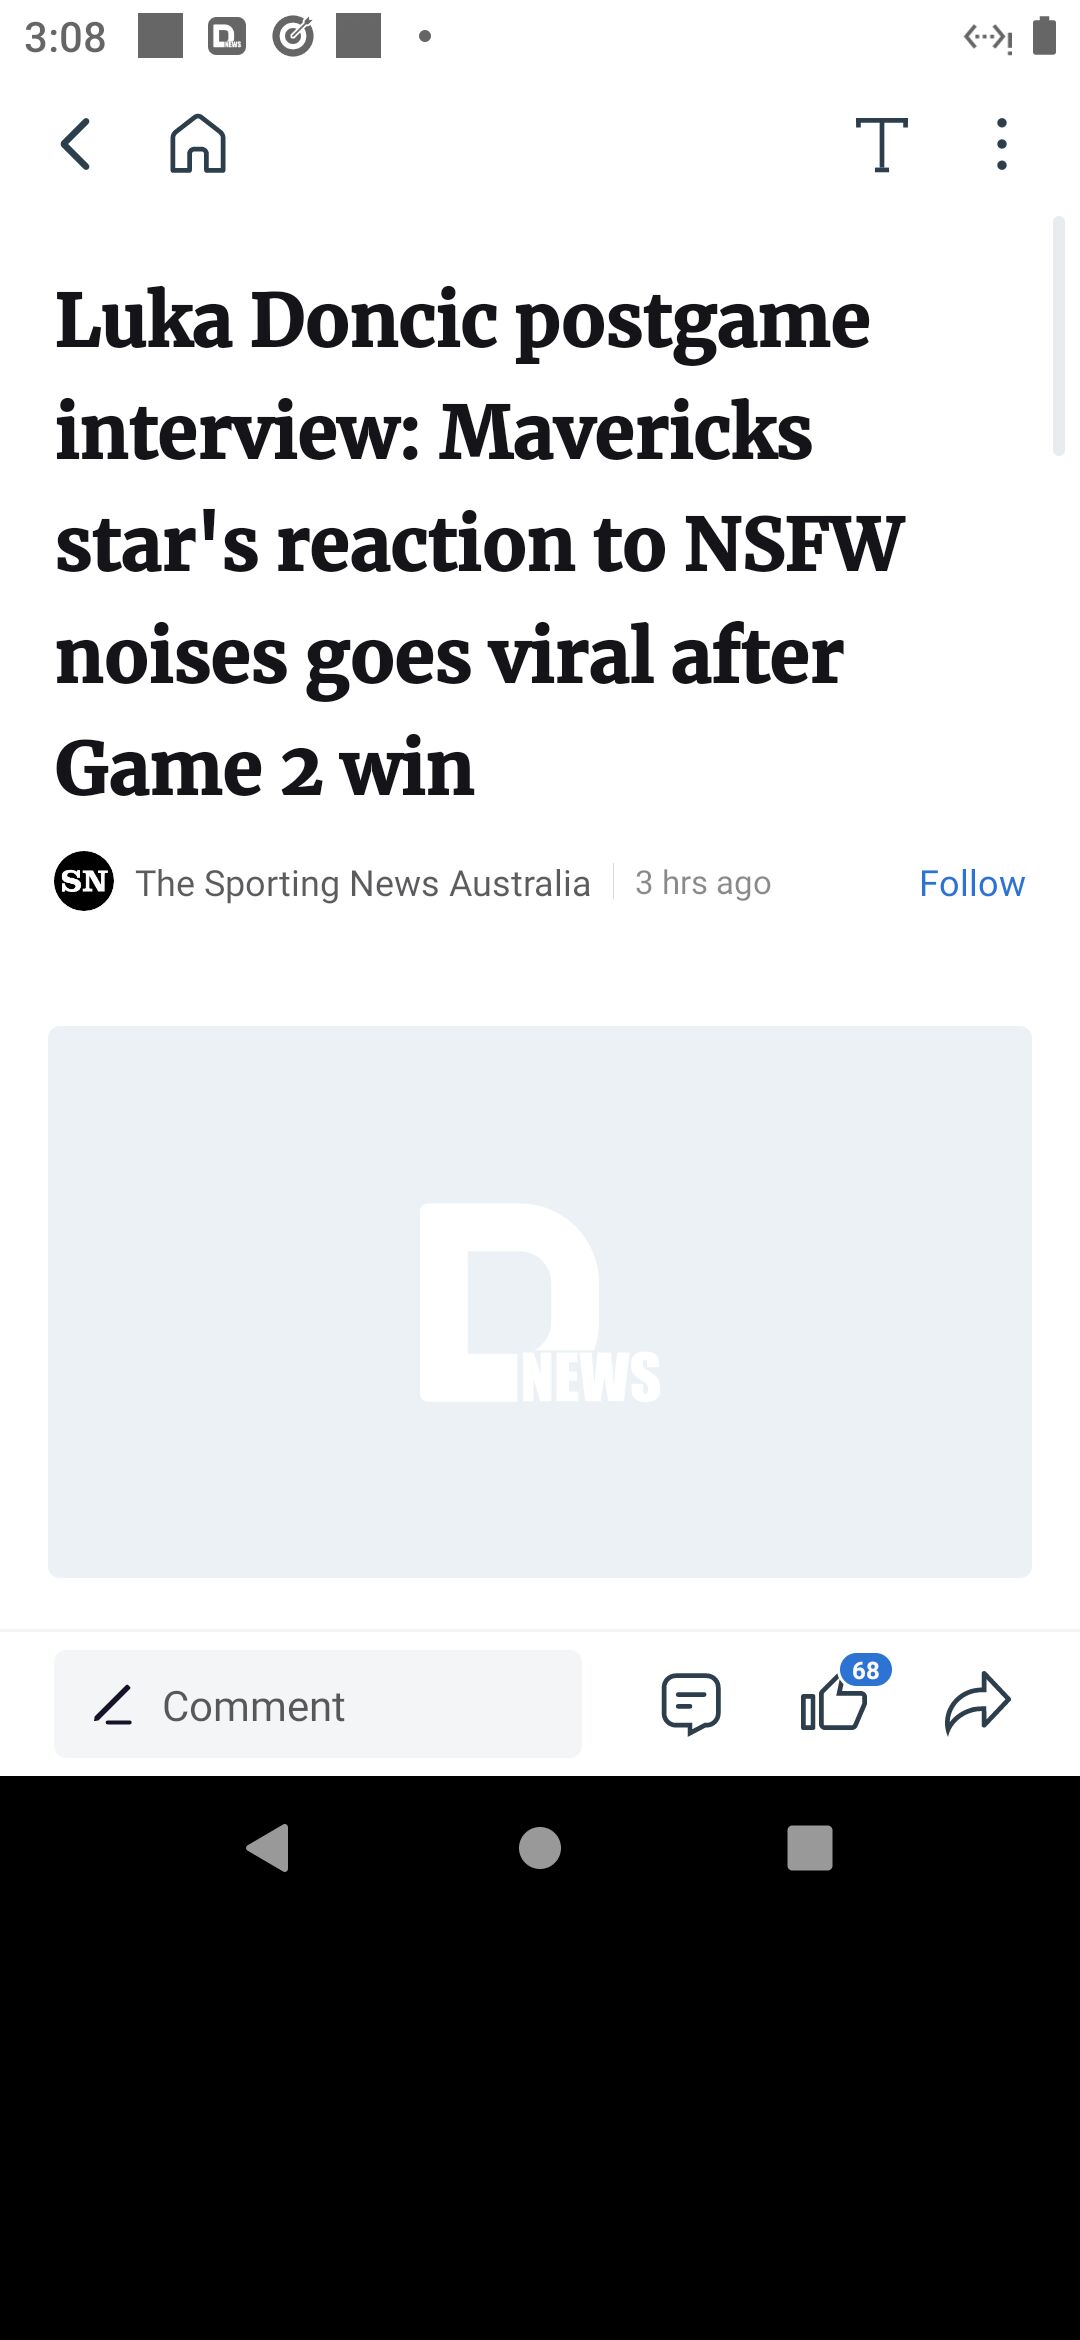 3:08
Luka Doncic postgame
interview: Mavericks
star's reaction to NSFW
noises goes viral after
Game 2 win
SN The Sporting News Australia 3 hrs ago Follow
D NEWS
68
Comment